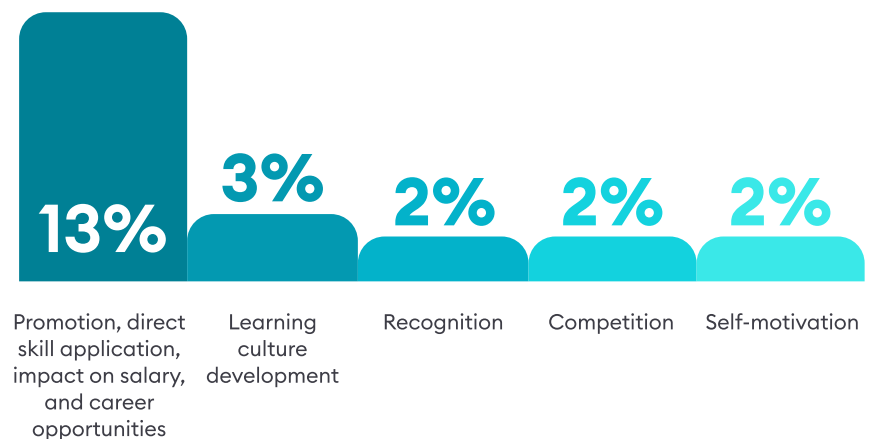 13%
3%
2%
2%
2%
Promotion, direct
skill application,
impact on salary,
and career
opportunities
Learning
culture
development
Recognition
Competition
Self-motivation